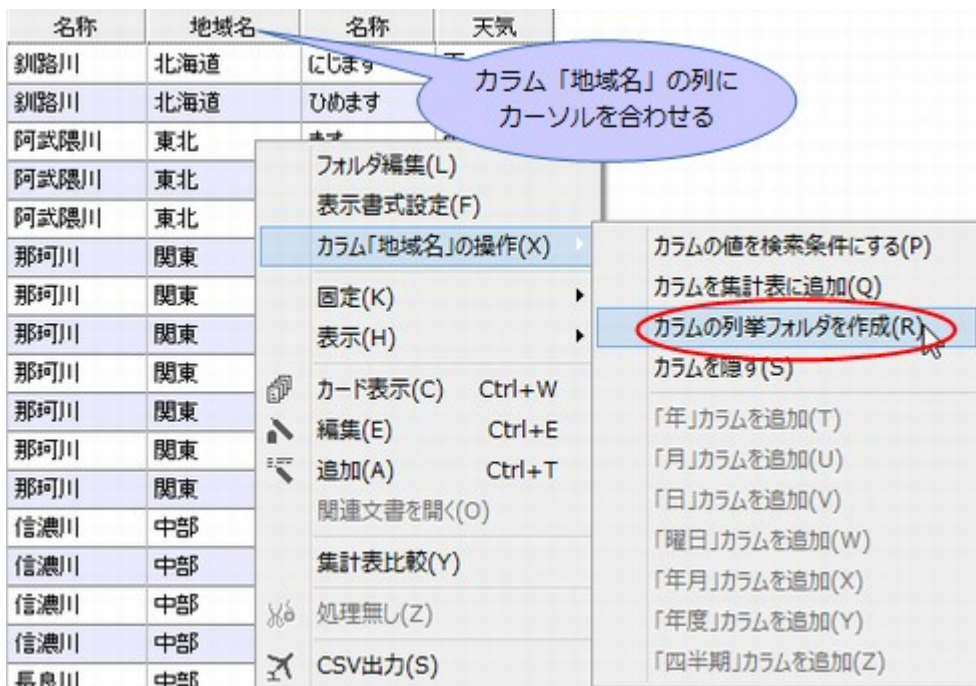 名称 地域名 名称 天気
釧路川 北海道 にじます
釧路川 北海道 ひめます
カラム「地域名」の列に
カーソルを合わせる
阿武隈川 東北
阿武隈川 東北
阿武隈川 東北
那珂川 関東
那珂川 関東
那珂川 関東
那珂川 関東
那珂川 関東
那珂川 関東
那珂川 関東
信濃川 中部
信濃川 中部
信濃川 中部
信濃川 中部
長良川 中部
フォルダ編集(L)
表示書式設定(F)
カラム「地域名」の操作(X)
固定(K)
表示(H)
カード表示(C) Ctrl+W
編集(E) Ctrl+E
追加(A) Ctrl+T
関連文書を開く(O)
集計表比較(Y)
処理無し(Z)
CSV出力(S)
カラムの値を検索条件にする(P)
カラムを集計表に追加(Q)
カラムの列挙フォルダを作成(R)
カラムを隠す(S)
「年」カラムを追加(T)
「月」カラムを追加(U)
「日」カラムを追加(V)
「曜日」カラムを追加(W)
「年月」カラムを追加(X)
「年度」カラムを追加(Y)
「四半期」カラムを追加(Z)